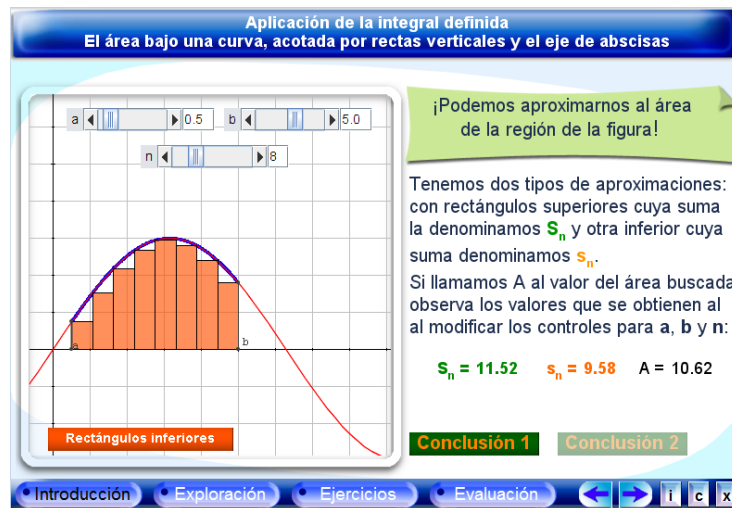 Aplicación de la integral definida
El área bajo una curva, acotada por rectas verticales y el eje de abscisas
a 0.5 b 5.0
n 8
a
b
Rectángulos inferiores
¡Podemos aproximarnos al área
de la región de la figura!
Tenemos dos tipos de aproximaciones:
con rectángulos superiores cuya suma
la denominamos Sn y otra inferior cuya
suma denominamos sn.
Si llamamos A al valor del área buscada
observa los valores que se obtienen al
al modificar los controles para a, b y n:
Sn = 11.52 sn = 9.58 A = 10.62
Conclusión 1 Conclusión 2
• Introducción • Exploración • Ejercicios • Evaluación i c x